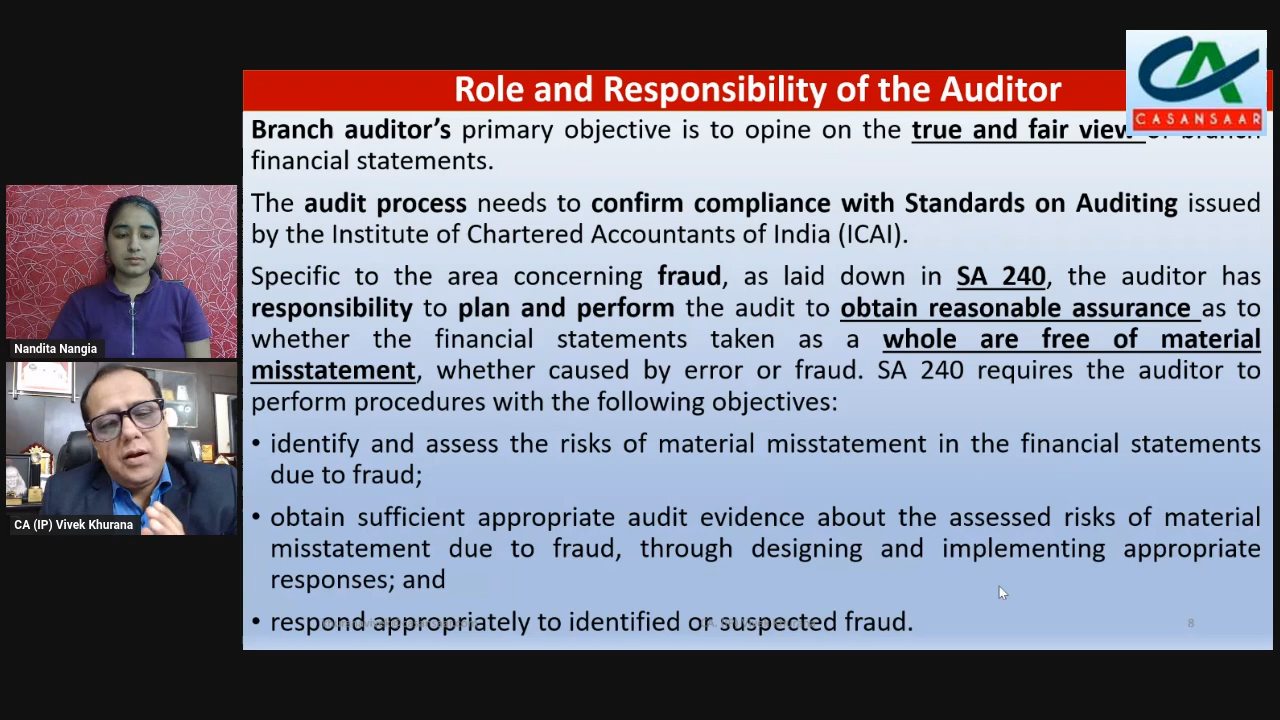 Role and Responsibility of the Auditor
CASANSAAR
Branch auditor's primary objective is to opine on the true and fair view of branch
financial statements.
The audit process needs to confirm compliance with Standards on Auditing issued
by the Institute of Chartered Accountants of India (ICAI).
Specific to the area concerning fraud, as laid down in SA 240, the auditor has
responsibility to plan and perform the audit to obtain reasonable assurance as to
whether the financial statements taken as a whole are free of material
misstatement, whether caused by error or fraud. SA 240 requires the auditor to
perform procedures with the following objectives:
• identify and assess the risks of material misstatement in the financial statements
due to fraud;
• obtain sufficient appropriate audit evidence about the assessed risks of material
misstatement due to fraud, through designing and implementing appropriate
responses; and
• respond appropriately to identified or suspected fraud.
8
Nandita Nangia
CA (IP) Vivek Khurana